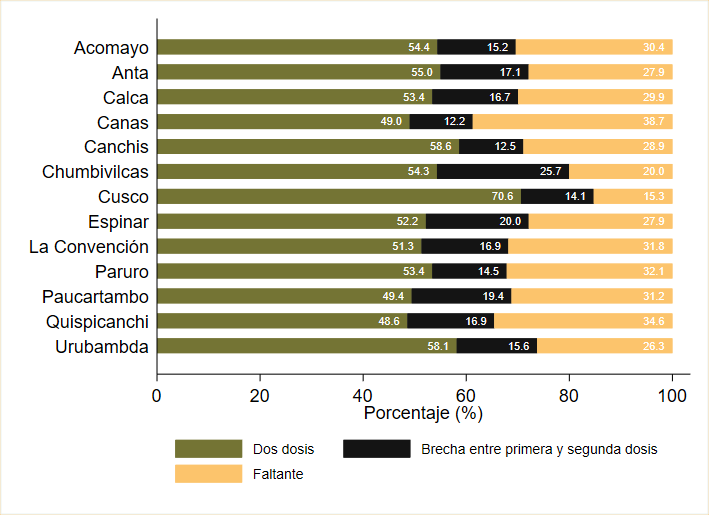 Acomayo 54.4 15.2 30.4
Anta 55.0 17.1 27.9
Calca 53.4 16.7 29.9
Canas 49.0 12.2 38.7
Canchis 58.6 12.5 28.9
Chumbivilcas 54.3 25.7 20.0
Cusco 70.6 14.1 15.3
Espinar 52.2 20.0 27.9
La Convención 51.3 16.9 31.8
Paruro 53.4 14.5 32.1
Paucartambo 49.4 19.4 31.2
Quispicanchi 48.6 16.9 34.6
Urubambda 58.1 15.6 26.3
0 20 40 60 80 100
Porcentaje (%)
Dos dosis Brecha entre primera y segunda dosis
Faltante